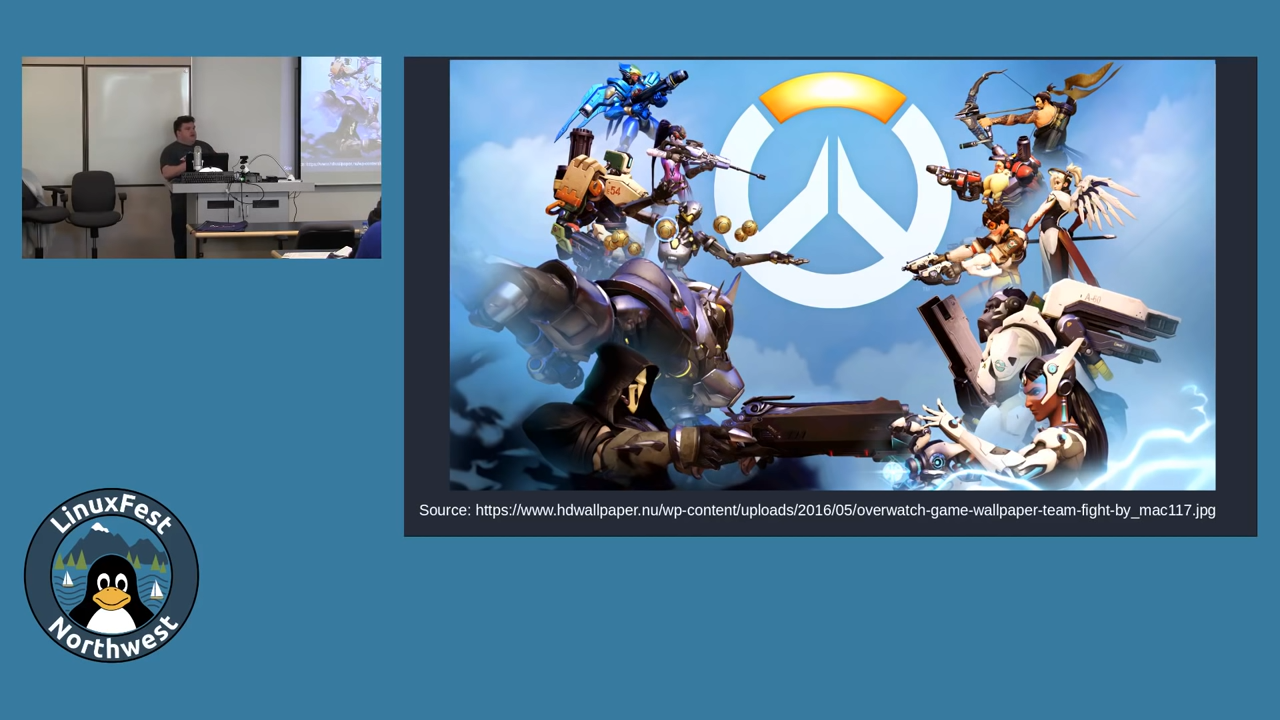 Source: https://www.hdwallpaper.nu/wp-content/uploads/2016/05/overwatch-game-wallpaper-team-fight-by_mac117.jpg
LinuxFest
Northwest